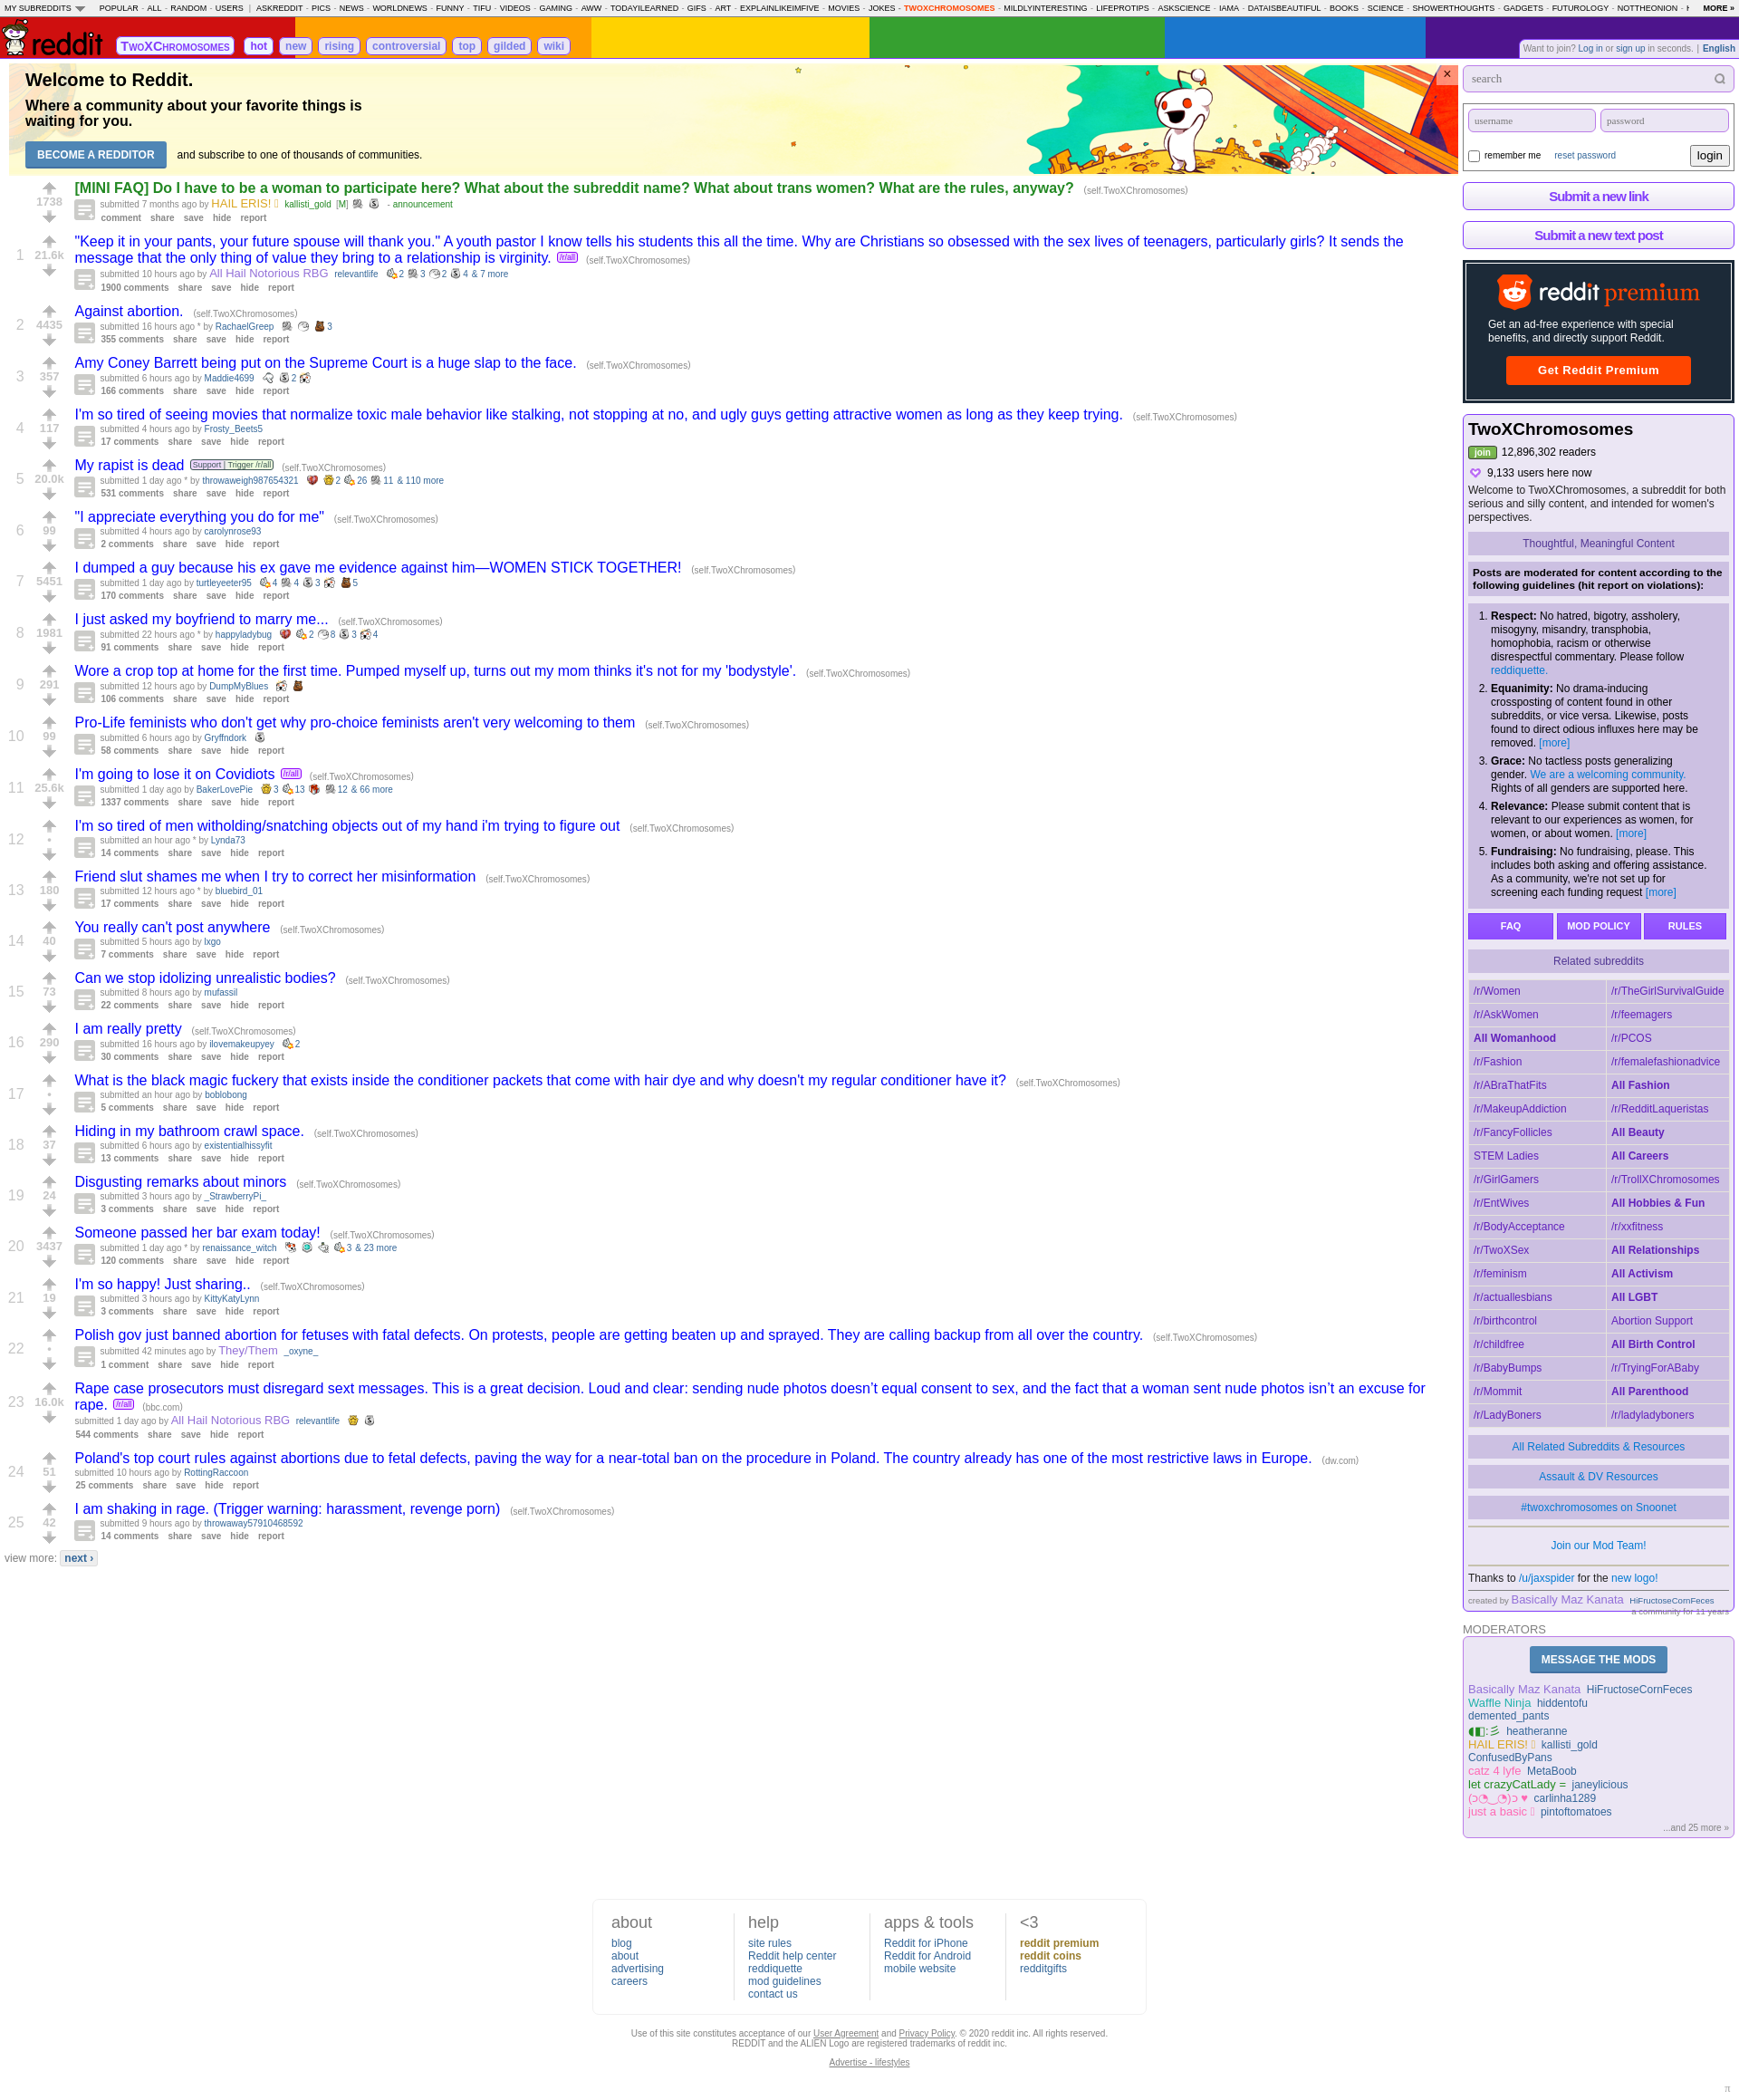 MY SUBREDDITS POPULAR - ALL - RANDOM - USERS | ASKREDDIT - PICS - NEWS - WORLDNEWS - FUNNY - TIFU - VIDEOS - GAMING - AWW - TODAYILEARNED - GIFS - ART - EXPLAINLIKEIMFIVE - MOVIES - JOKES - TWOXCHROMOSOMES - MILDLYINTERESTING - LIFEPROTIPS - ASKSCIENCE - IAMA - DATAISBEAUTIFUL - BOOKS - SCIENCE - SHOWERTHOUGHTS - GADGETS - FUTUROLOGY - NOTTHEONION - MORE »
reddit TwoXChromosomes hot new rising controversial top gilded wiki
Want to join? Log in or sign up in seconds. | English
Welcome to Reddit.
Where a community about your favorite things is
waiting for you.
BECOME A REDDITOR and subscribe to one of thousands of communities.
×
1738
[MINI FAQ] Do I have to be a woman to participate here? What about the subreddit name? What about trans women? What are the rules, anyway? (self.TwoXChromosomes)
submitted 7 months ago by HAIL ERIS! kallisti_gold [M] - announcement
comment share save hide report
1 21.6k
"Keep it in your pants, your future spouse will thank you." A youth pastor I know tells his students this all the time. Why are Christians so obsessed with the sex lives of teenagers, particularly girls? It sends the
message that the only thing of value they bring to a relationship is virginity. /r/all (self.TwoXChromosomes)
submitted 10 hours ago by All Hail Notorious RBG relevantlife 2 3 2 4 & 7 more
1900 comments share save hide report
2 4435
Against abortion. (self.TwoXChromosomes)
submitted 16 hours ago * by RachaelGreep 3
355 comments share save hide report
3 357
Amy Coney Barrett being put on the Supreme Court is a huge slap to the face. (self.TwoXChromosomes)
submitted 6 hours ago by Maddie4699 2
166 comments share save hide report
4 117
I'm so tired of seeing movies that normalize toxic male behavior like stalking, not stopping at no, and ugly guys getting attractive women as long as they keep trying. (self.TwoXChromosomes)
submitted 4 hours ago by Frosty_Beets5
17 comments share save hide report
5 20.0k
My rapist is dead Support | Trigger /r/all (self.TwoXChromosomes)
submitted 1 day ago * by throwaweigh987654321 2 26 11 & 110 more
531 comments share save hide report
6 99
"I appreciate everything you do for me" (self.TwoXChromosomes)
submitted 4 hours ago by carolynrose93
2 comments share save hide report
7 5451
I dumped a guy because his ex gave me evidence against him—WOMEN STICK TOGETHER! (self.TwoXChromosomes)
submitted 1 day ago by turtleyeeter95 4 4 3 5
170 comments share save hide report
8 1981
I just asked my boyfriend to marry me... (self.TwoXChromosomes)
submitted 22 hours ago * by happyladybug 2 8 3 4
91 comments share save hide report
9 291
Wore a crop top at home for the first time. Pumped myself up, turns out my mom thinks it's not for my 'bodystyle'. (self.TwoXChromosomes)
submitted 12 hours ago by DumpMyBlues
106 comments share save hide report
10 99
Pro-Life feminists who don't get why pro-choice feminists aren't very welcoming to them (self.TwoXChromosomes)
submitted 6 hours ago by Gryffndork
58 comments share save hide report
11 25.6k
I'm going to lose it on Covidiots /r/all (self.TwoXChromosomes)
submitted 1 day ago by BakerLovePie 3 13 12 & 66 more
1337 comments share save hide report
12 •
I'm so tired of men witholding/snatching objects out of my hand i'm trying to figure out (self.TwoXChromosomes)
submitted an hour ago * by Lynda73
14 comments share save hide report
13 180
Friend slut shames me when I try to correct her misinformation (self.TwoXChromosomes)
submitted 12 hours ago * by bluebird_01
17 comments share save hide report
14 40
You really can't post anywhere (self.TwoXChromosomes)
submitted 5 hours ago by lxgo
7 comments share save hide report
15 73
Can we stop idolizing unrealistic bodies? (self.TwoXChromosomes)
submitted 8 hours ago by mufassil
22 comments share save hide report
16 290
I am really pretty (self.TwoXChromosomes)
submitted 16 hours ago by ilovemakeupyey 2
30 comments share save hide report
17 •
What is the black magic fuckery that exists inside the conditioner packets that come with hair dye and why doesn't my regular conditioner have it? (self.TwoXChromosomes)
submitted an hour ago by boblobong
5 comments share save hide report
18 37
Hiding in my bathroom crawl space. (self.TwoXChromosomes)
submitted 6 hours ago by existentialhissyfit
13 comments share save hide report
19 24
Disgusting remarks about minors (self.TwoXChromosomes)
submitted 3 hours ago by _StrawberryPi_
3 comments share save hide report
20 3437
Someone passed her bar exam today! (self.TwoXChromosomes)
submitted 1 day ago * by renaissance_witch 3 & 23 more
120 comments share save hide report
21 19
I'm so happy! Just sharing.. (self.TwoXChromosomes)
submitted 3 hours ago by KittyKatyLynn
3 comments share save hide report
22 •
Polish gov just banned abortion for fetuses with fatal defects. On protests, people are getting beaten up and sprayed. They are calling backup from all over the country. (self.TwoXChromosomes)
submitted 42 minutes ago by They/Them _oxyne_
1 comment share save hide report
23 16.0k
Rape case prosecutors must disregard sext messages. This is a great decision. Loud and clear: sending nude photos doesn’t equal consent to sex, and the fact that a woman sent nude photos isn’t an excuse for
rape. /r/all (bbc.com)
submitted 1 day ago by All Hail Notorious RBG relevantlife
544 comments share save hide report
24 51
Poland's top court rules against abortions due to fetal defects, paving the way for a near-total ban on the procedure in Poland. The country already has one of the most restrictive laws in Europe. (dw.com)
submitted 10 hours ago by RottingRaccoon
25 comments share save hide report
25 42
I am shaking in rage. (Trigger warning: harassment, revenge porn) (self.TwoXChromosomes)
submitted 9 hours ago by throwaway57910468592
14 comments share save hide report
view more: next ›
search
username password
remember me reset password login
Submit a new link
Submit a new text post
reddit premium
Get an ad-free experience with special
benefits, and directly support Reddit.
Get Reddit Premium
TwoXChromosomes
join 12,896,302 readers
9,133 users here now
Welcome to TwoXChromosomes, a subreddit for both
serious and silly content, and intended for women's
perspectives.
Thoughtful, Meaningful Content
Posts are moderated for content according to the
following guidelines (hit report on violations):
1. Respect: No hatred, bigotry, assholery,
misogyny, misandry, transphobia,
homophobia, racism or otherwise
disrespectful commentary. Please follow
reddiquette.
2. Equanimity: No drama-inducing
crossposting of content found in other
subreddits, or vice versa. Likewise, posts
found to direct odious influxes here may be
removed. [more]
3. Grace: No tactless posts generalizing
gender. We are a welcoming community.
Rights of all genders are supported here.
4. Relevance: Please submit content that is
relevant to our experiences as women, for
women, or about women. [more]
5. Fundraising: No fundraising, please. This
includes both asking and offering assistance.
As a community, we're not set up for
screening each funding request [more]
FAQ MOD POLICY RULES
Related subreddits
/r/Women /r/TheGirlSurvivalGuide
/r/AskWomen /r/feemagers
All Womanhood /r/PCOS
/r/Fashion /r/femalefashionadvice
/r/ABraThatFits All Fashion
/r/MakeupAddiction /r/RedditLaqueristas
/r/FancyFollicles All Beauty
STEM Ladies All Careers
/r/GirlGamers /r/TrollXChromosomes
/r/EntWives All Hobbies & Fun
/r/BodyAcceptance /r/xxfitness
/r/TwoXSex All Relationships
/r/feminism All Activism
/r/actuallesbians All LGBT
/r/birthcontrol Abortion Support
/r/childfree All Birth Control
/r/BabyBumps /r/TryingForABaby
/r/Mommit All Parenthood
/r/LadyBoners /r/ladyladyboners
All Related Subreddits & Resources
Assault & DV Resources
#twoxchromosomes on Snoonet
Join our Mod Team!
Thanks to /u/jaxspider for the new logo!
created by Basically Maz Kanata HiFructoseCornFeces
a community for 11 years
MODERATORS
MESSAGE THE MODS
Basically Maz Kanata HiFructoseCornFeces
Waffle Ninja hiddentofu
demented_pants
heatheranne
HAIL ERIS! kallisti_gold
ConfusedByPans
catz 4 lyfe MetaBoob
let crazyCatLady = janeylicious
(ɔ◔‿◔)ɔ ♥ carlinha1289
just a basic pintoftomatoes
...and 25 more »
about help apps & tools <3
blog site rules Reddit for iPhone reddit premium
about Reddit help center Reddit for Android reddit coins
advertising reddiquette mobile website redditgifts
careers mod guidelines
contact us
Use of this site constitutes acceptance of our User Agreement and Privacy Policy. © 2020 reddit inc. All rights reserved.
REDDIT and the ALIEN Logo are registered trademarks of reddit inc.
Advertise - lifestyles
π